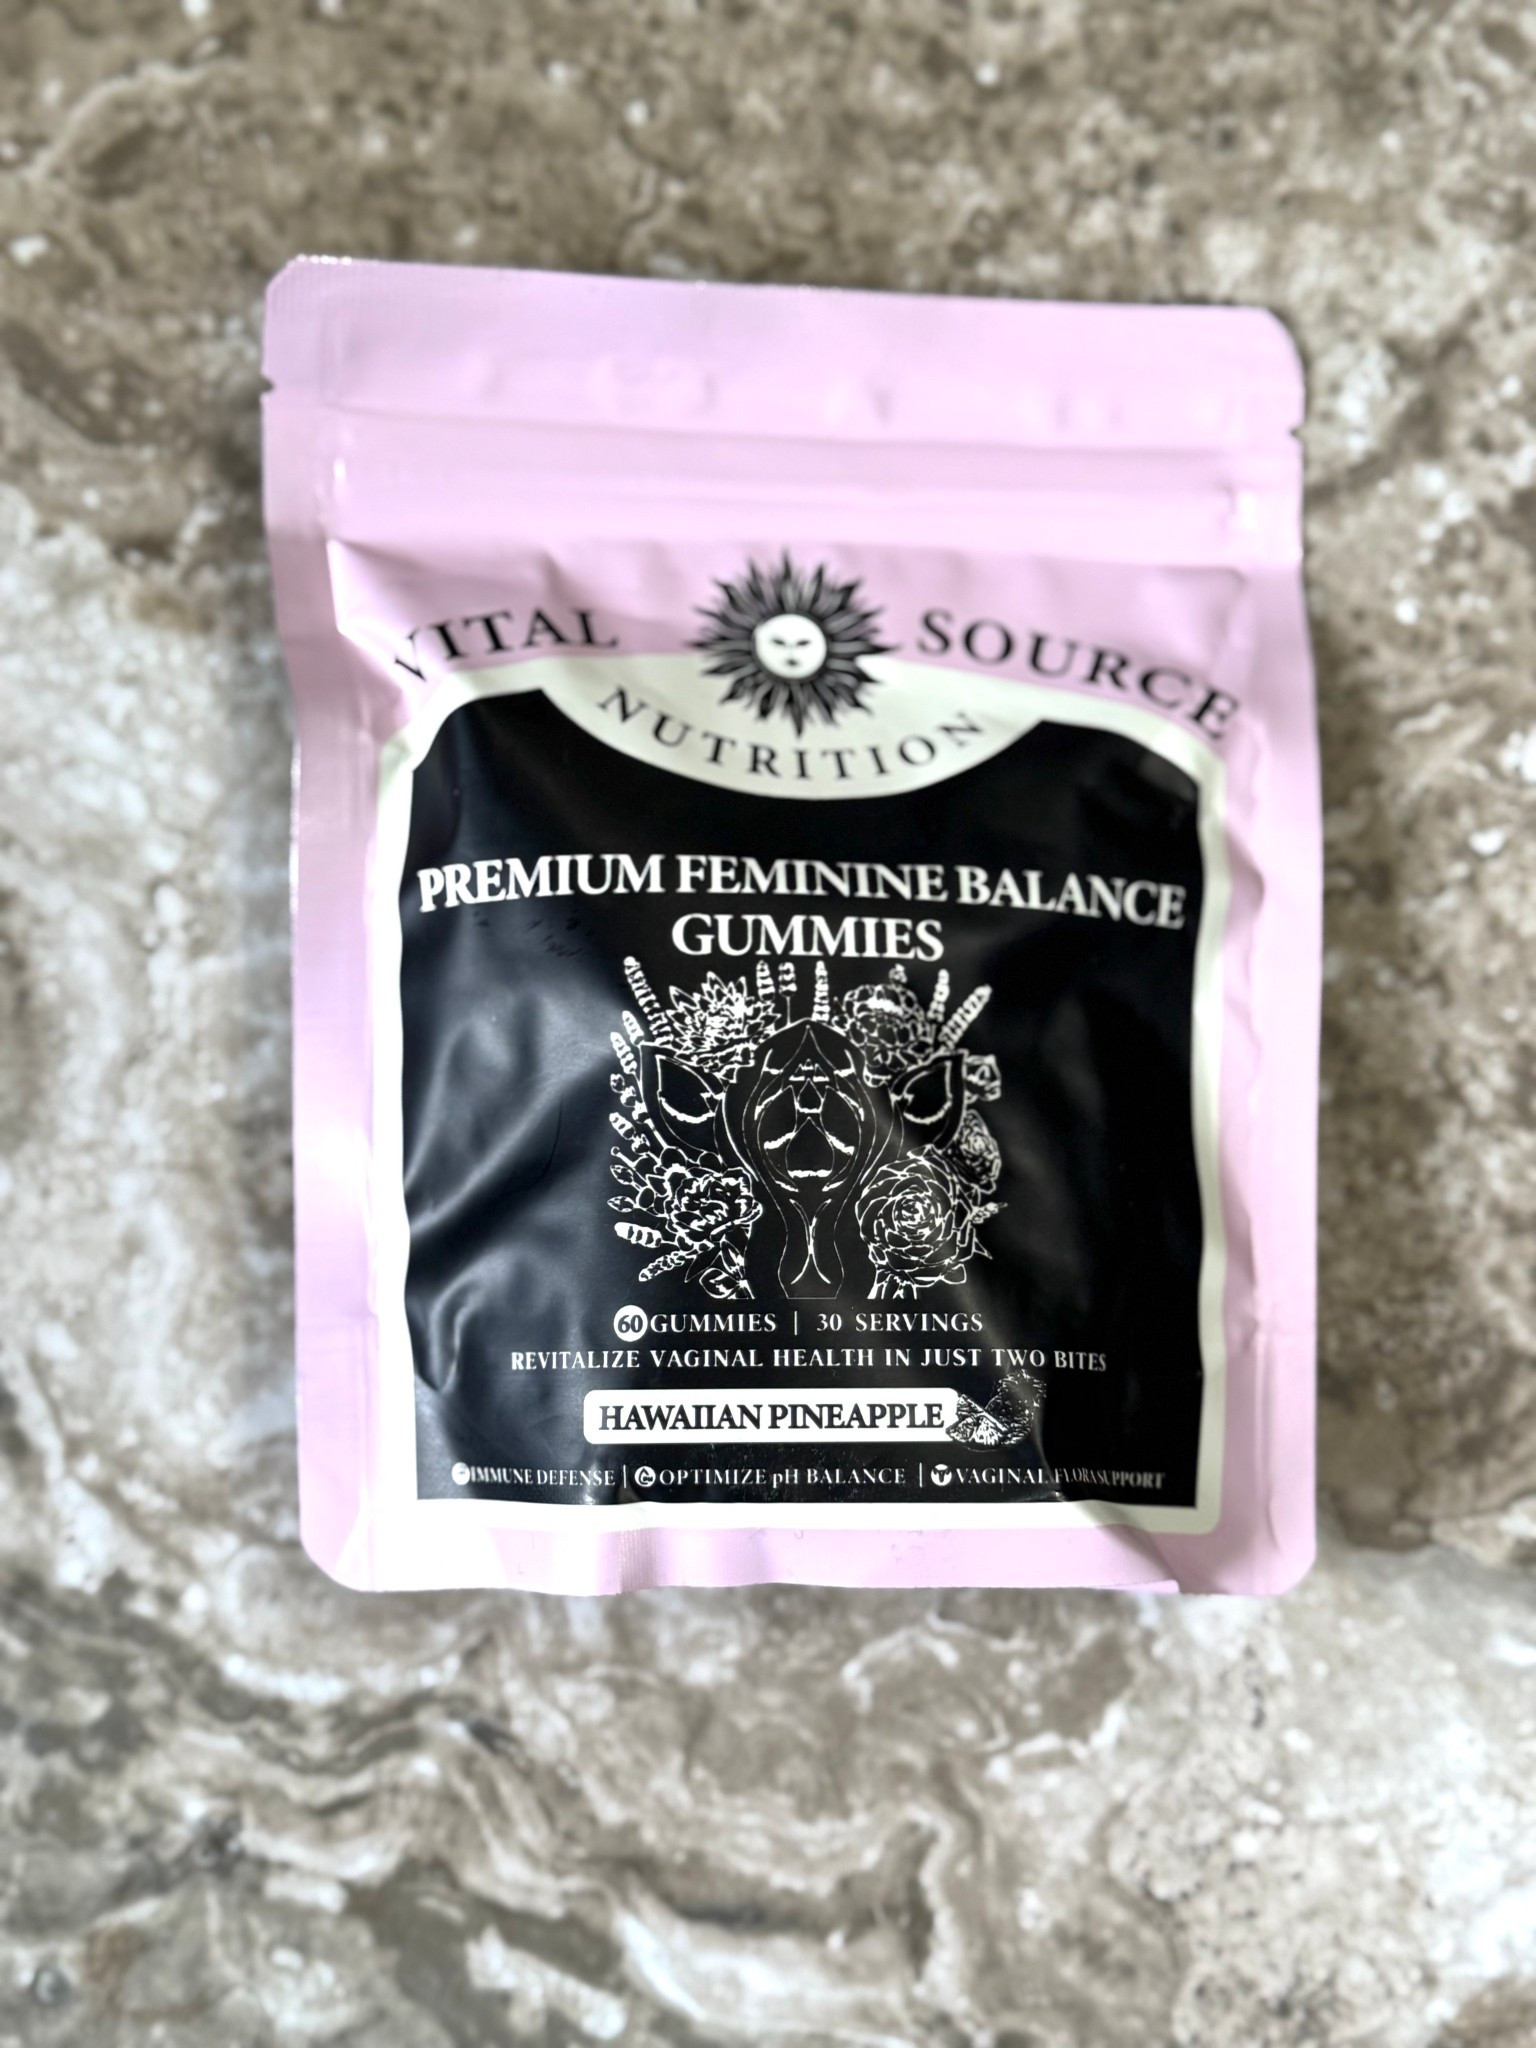 VITAL SOURCE
NUTRITION
PREMIUM FEMININE BALANCE
GUMMIES
60 GUMMIES | 30 SERVINGS
REVITALIZE VAGINAL HEALTH IN JUST TWO BITES
HAWAIIAN PINEAPPLE
IMMUNE DEFENSE | OPTIMIZE pH BALANCE | VAGINAL FLORA SUPPORT